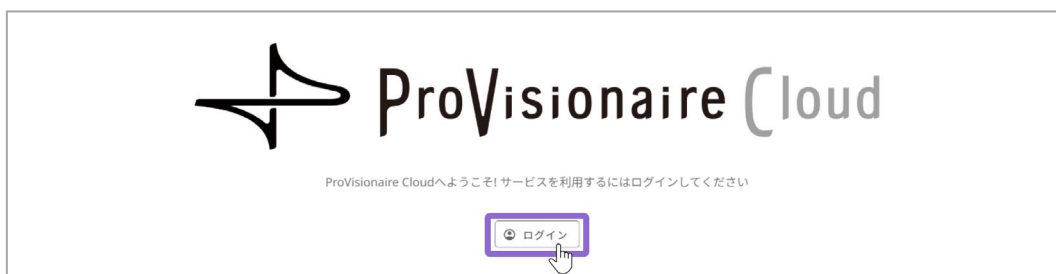 ProVisionaire Cloud
ProVisionaire Cloudへようこそ! サービスを利用するにはログインしてください
ログイン